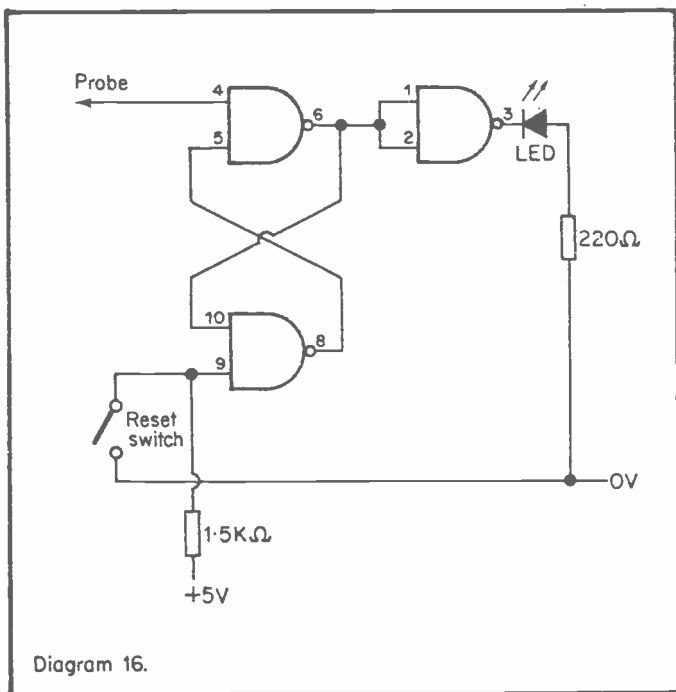 Probe
4
5
6
1
2
3
LED
220Ω
10
9
8
Reset
switch
0V
1·5KΩ
+5V
Diagram 16.